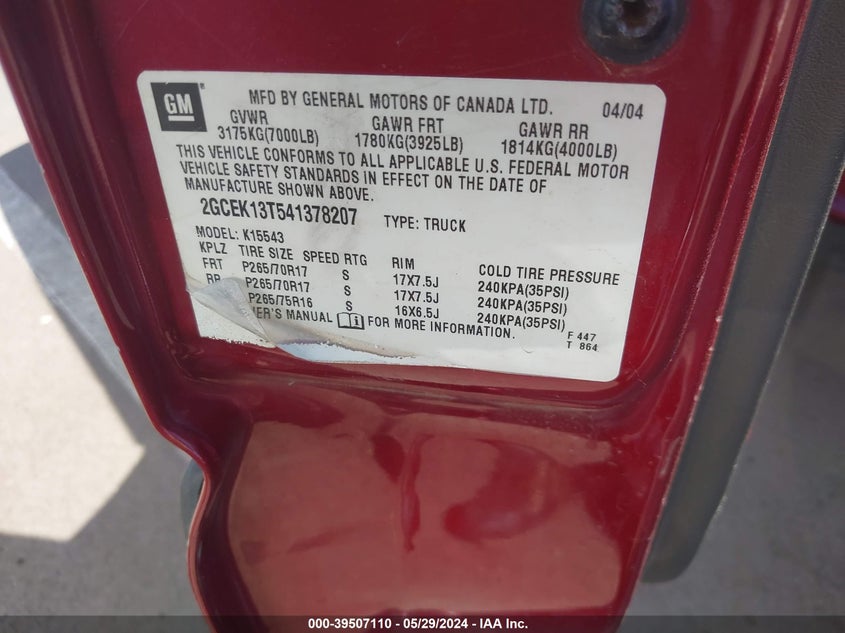 GM
MFD BY GENERAL MOTORS OF CANADA LTD. 04/04
GVWR GAWR FRT GAWR RR
3175KG(7000LB) 1780KG(3925LB) 1814KG(4000LB)
THIS VEHICLE CONFORMS TO ALL APPLICABLE U.S. FEDERAL MOTOR
VEHICLE SAFETY STANDARDS IN EFFECT ON THE DATE OF
MANUFACTURE SHOWN ABOVE.
2GCEK13T541378207 TYPE: TRUCK
MODEL: K15543
KPLZ TIRE SIZE SPEED RTG RIM COLD TIRE PRESSURE
FRT P265/70R17 S 17X7.5J 240KPA(35PSI)
RR P265/70R17 S 17X7.5J 240KPA(35PSI)
P265/75R16 S 16X6.5J 240KPA(35PSI)
MANUAL FOR MORE INFORMATION.
F 447
T 864
000-39507110 - 05/29/2024 - IAA Inc.